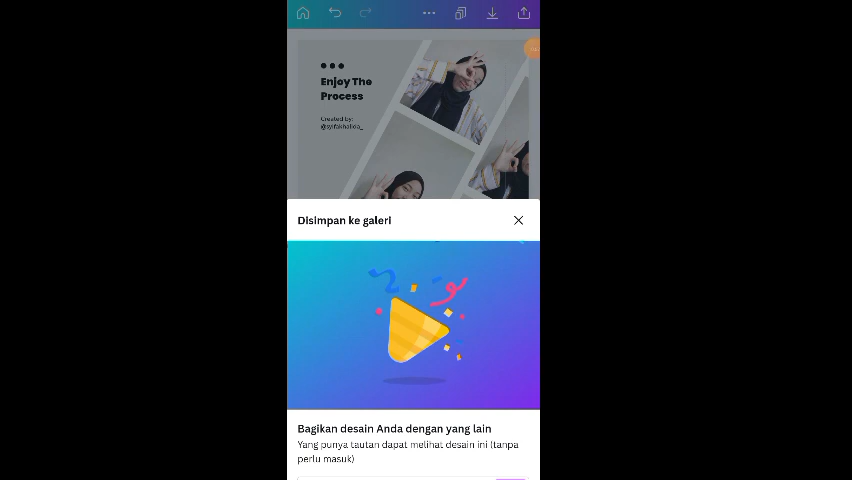 Enjoy The
Process
Created by:
@syifakhalida_
Disimpan ke galeri
Bagikan desain Anda dengan yang lain
Yang punya tautan dapat melihat desain ini (tanpa
perlu masuk)